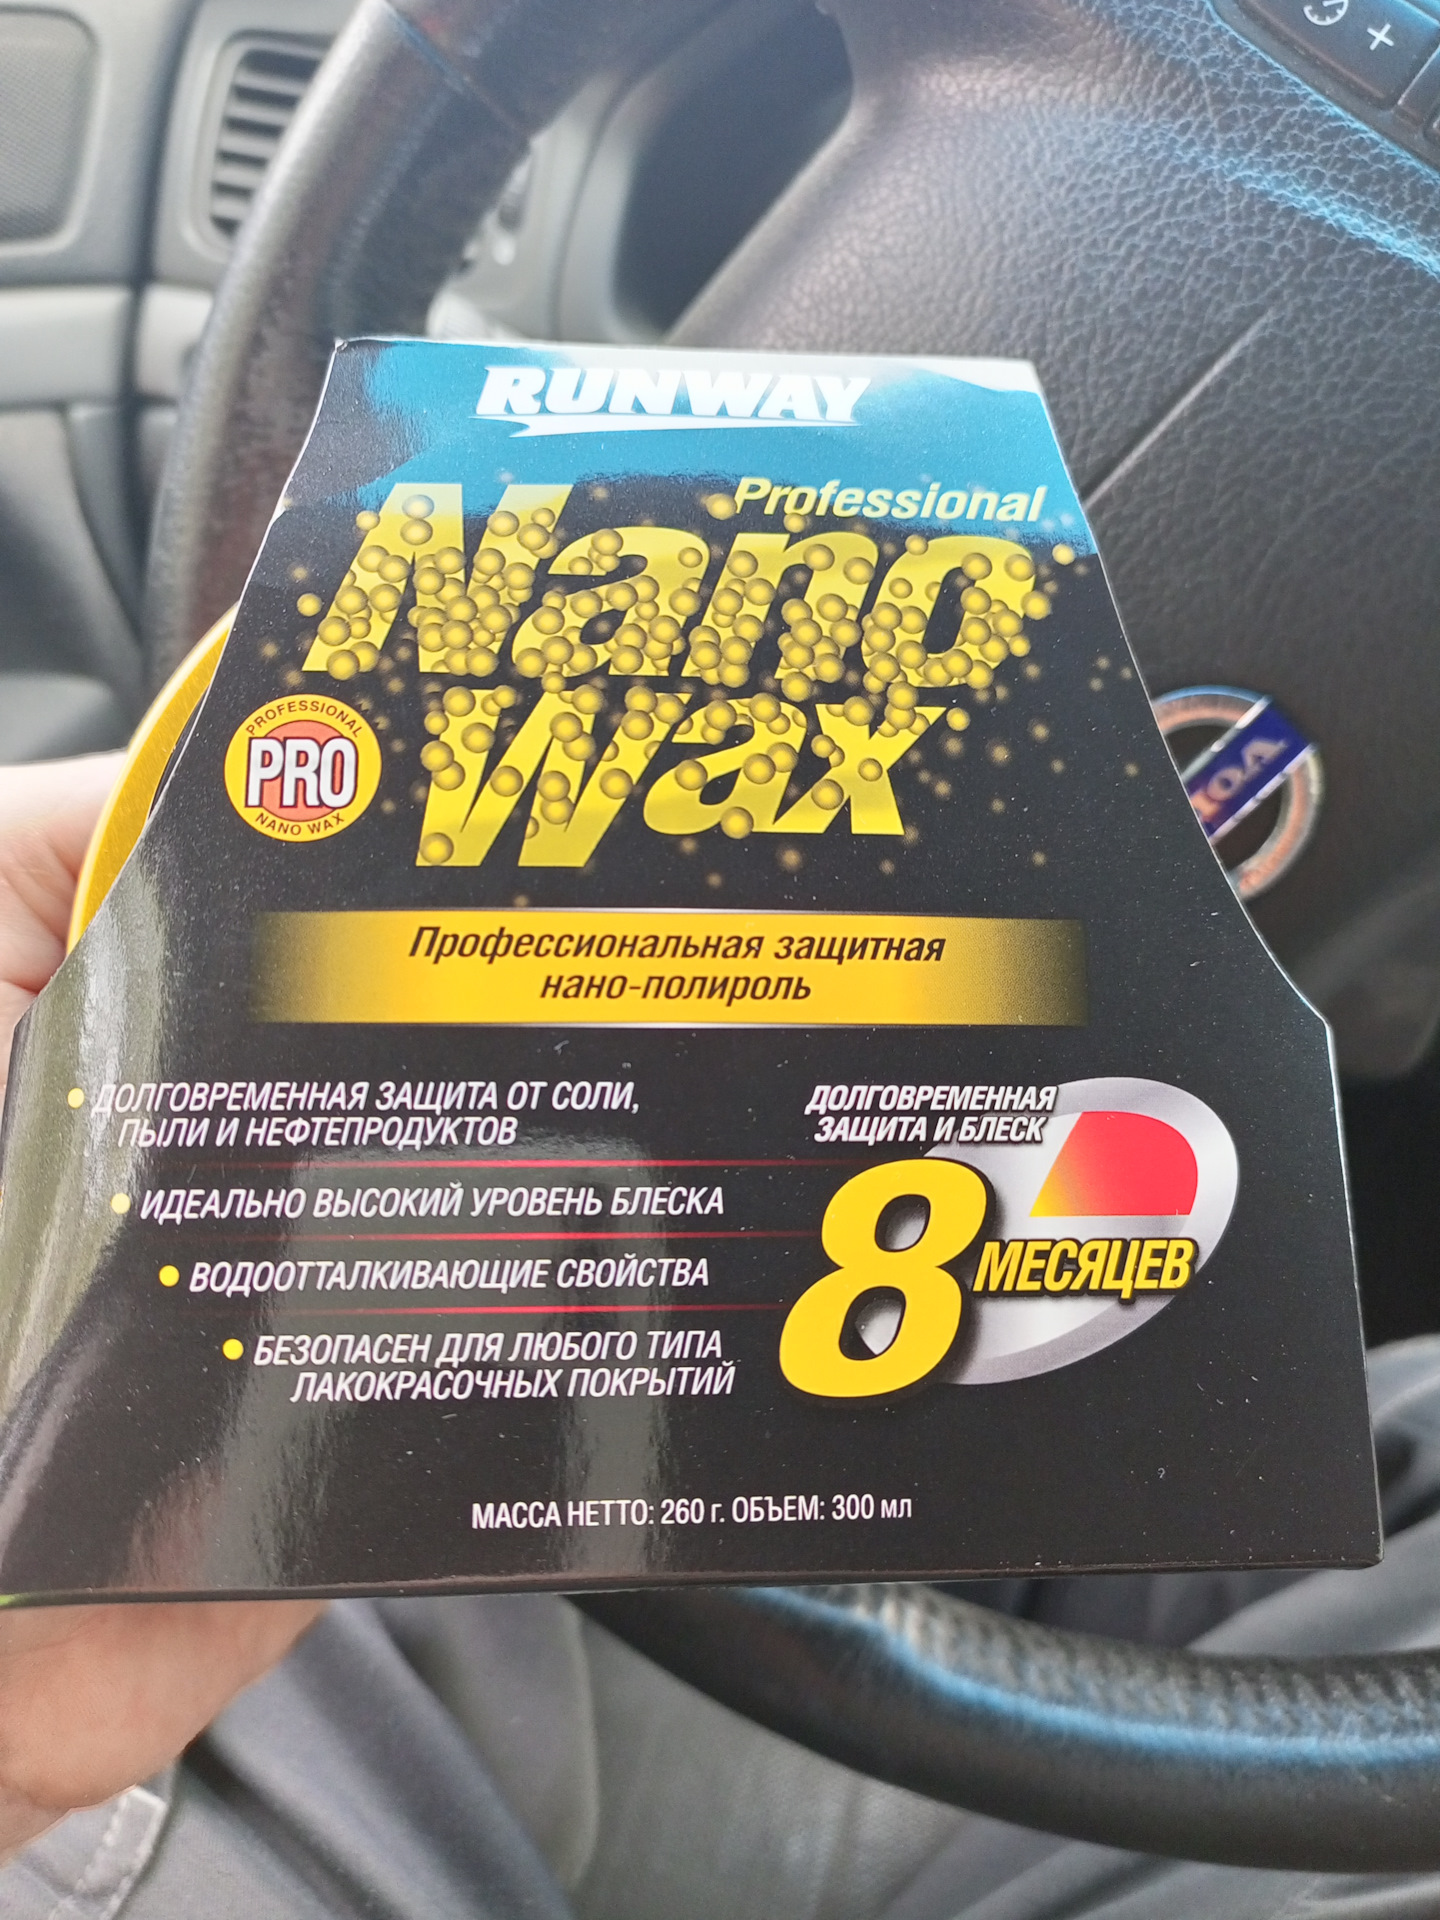 RUNWAY
Professional
Nano
Wax
PROFESSIONAL
PRO
NANO WAX
Профессиональная защитная
нано-полироль
ДОЛГОВРЕМЕННАЯ ЗАЩИТА ОТ СОЛИ,
ПЫЛИ И НЕФТЕПРОДУКТОВ
ИДЕАЛЬНО ВЫСОКИЙ УРОВЕНЬ БЛЕСКА
ВОДООТТАЛКИВАЮЩИЕ СВОЙСТВА
БЕЗОПАСЕН ДЛЯ ЛЮБОГО ТИПА
ЛАКОКРАСОЧНЫХ ПОКРЫТИЙ
ДОЛГОВРЕМЕННАЯ
ЗАЩИТА И БЛЕСК
8
МЕСЯЦЕВ
МАССА НЕТТО: 260 г. ОБЪЕМ: 300 мл
+